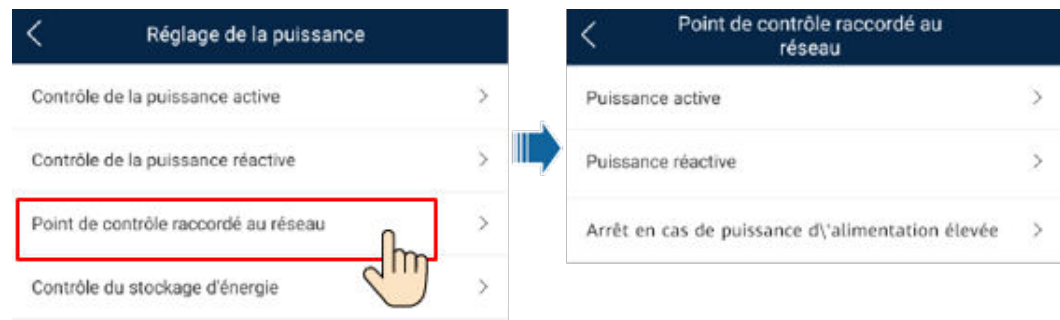 Réglage de la puissance
Contrôle de la puissance active
Contrôle de la puissance réactive
Point de contrôle raccordé au réseau
Contrôle du stockage d'énergie
Point de contrôle raccordé au
réseau
Puissance active
Puissance réactive
Arrêt en cas de puissance d\'alimentation élevée